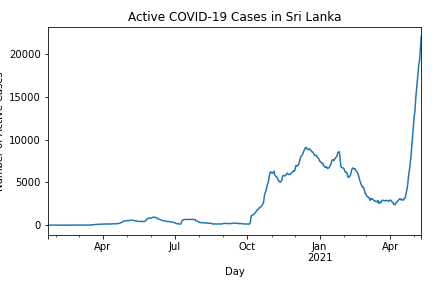 Active COVID-19 Cases in Sri Lanka
20000
15000
10000
5000
0
Number of Active Cases
Apr
Jul
Oct
Jan
2021
Apr
Day